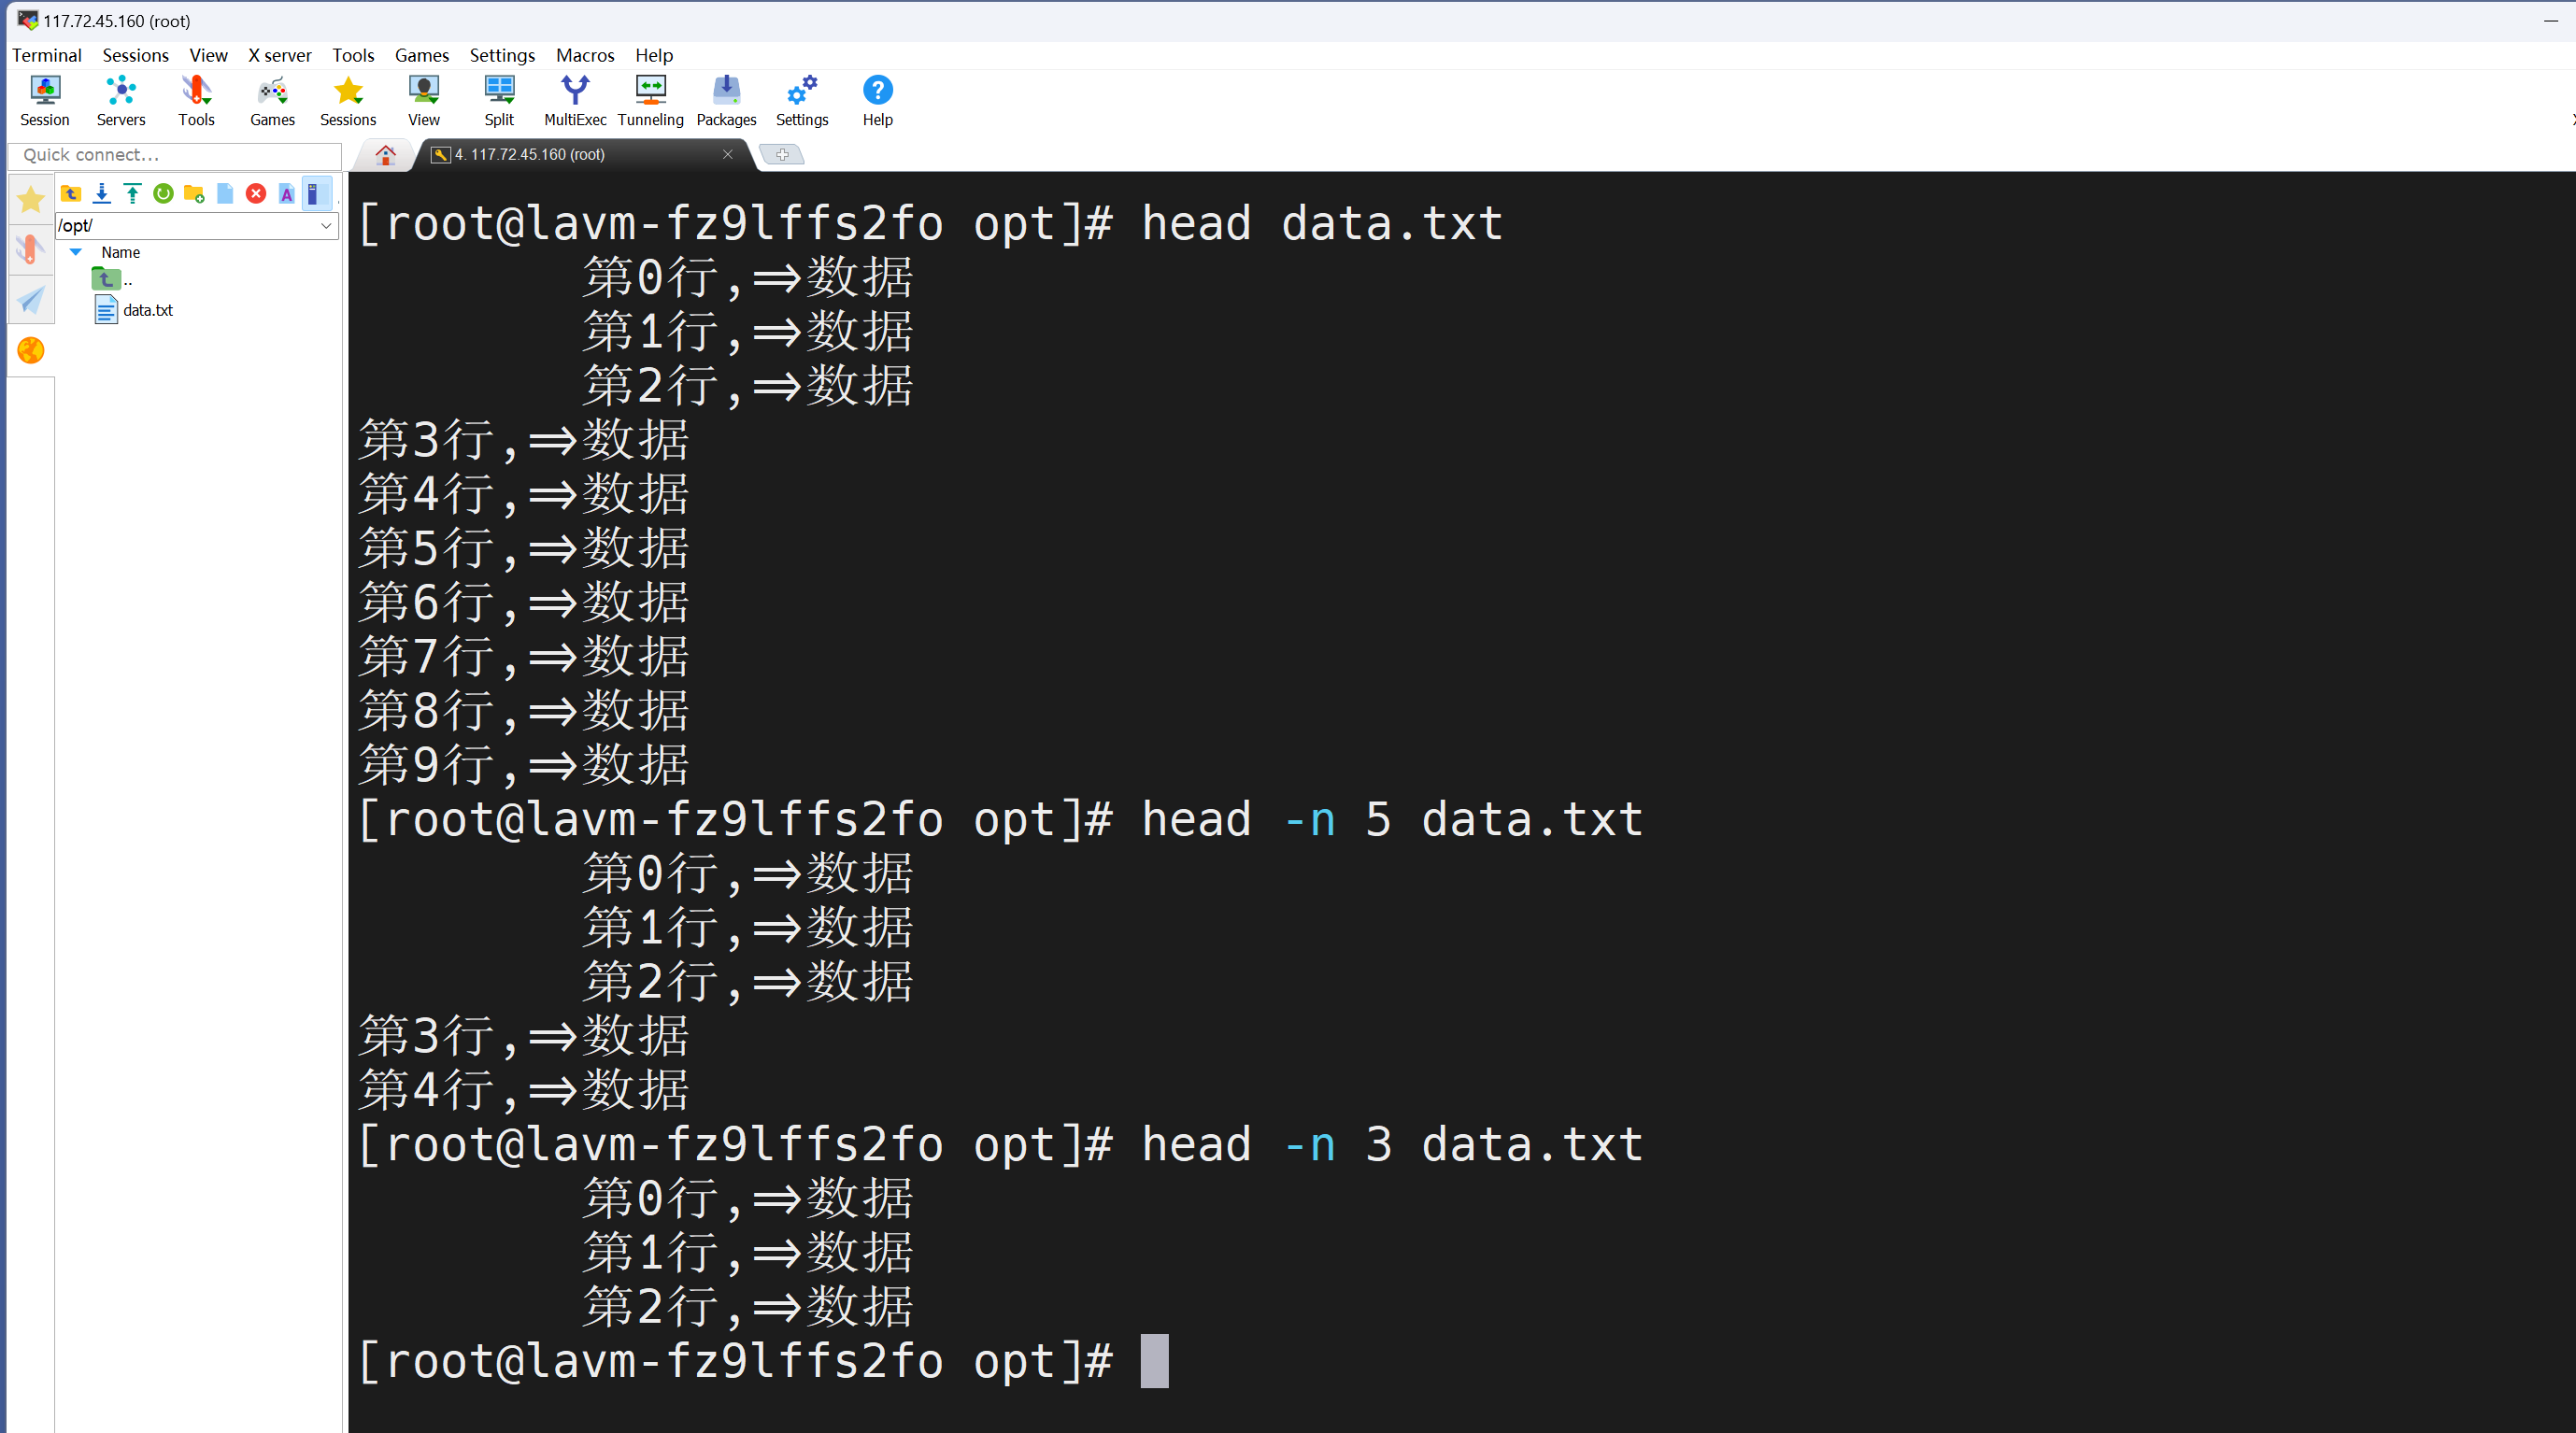 117.72.45.160 (root)
Terminal Sessions View X server Tools Games Settings Macros Help
Session Servers Tools Games Sessions View Split MultiExec Tunneling Packages Settings Help
Quick connect...
4. 117.72.45.160 (root)
/opt/
Name
..
data.txt
[root@lavm-fz9lffs2fo opt]# head data.txt
第0行,=>数据
第1行,=>数据
第2行,=>数据
第3行,=>数据
第4行,=>数据
第5行,=>数据
第6行,=>数据
第7行,=>数据
第8行,=>数据
第9行,=>数据
[root@lavm-fz9lffs2fo opt]# head -n 5 data.txt
第0行,=>数据
第1行,=>数据
第2行,=>数据
第3行,=>数据
第4行,=>数据
[root@lavm-fz9lffs2fo opt]# head -n 3 data.txt
第0行,=>数据
第1行,=>数据
第2行,=>数据
[root@lavm-fz9lffs2fo opt]#